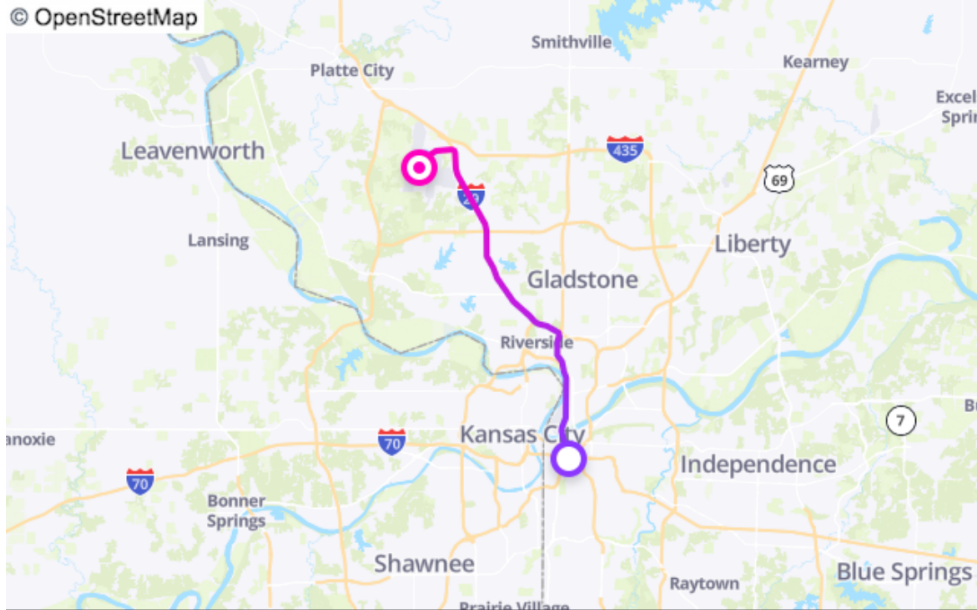 © OpenStreetMap
Smithville
Kearney
Platte City
Excel
Sprin
Leavenworth
435
69
29
Lansing
Liberty
Gladstone
Riverside
7
Kansas City
anoxie
70
Independence
70
Bonner
Springs
Shawnee
Raytown
Blue Springs
Prairie Village